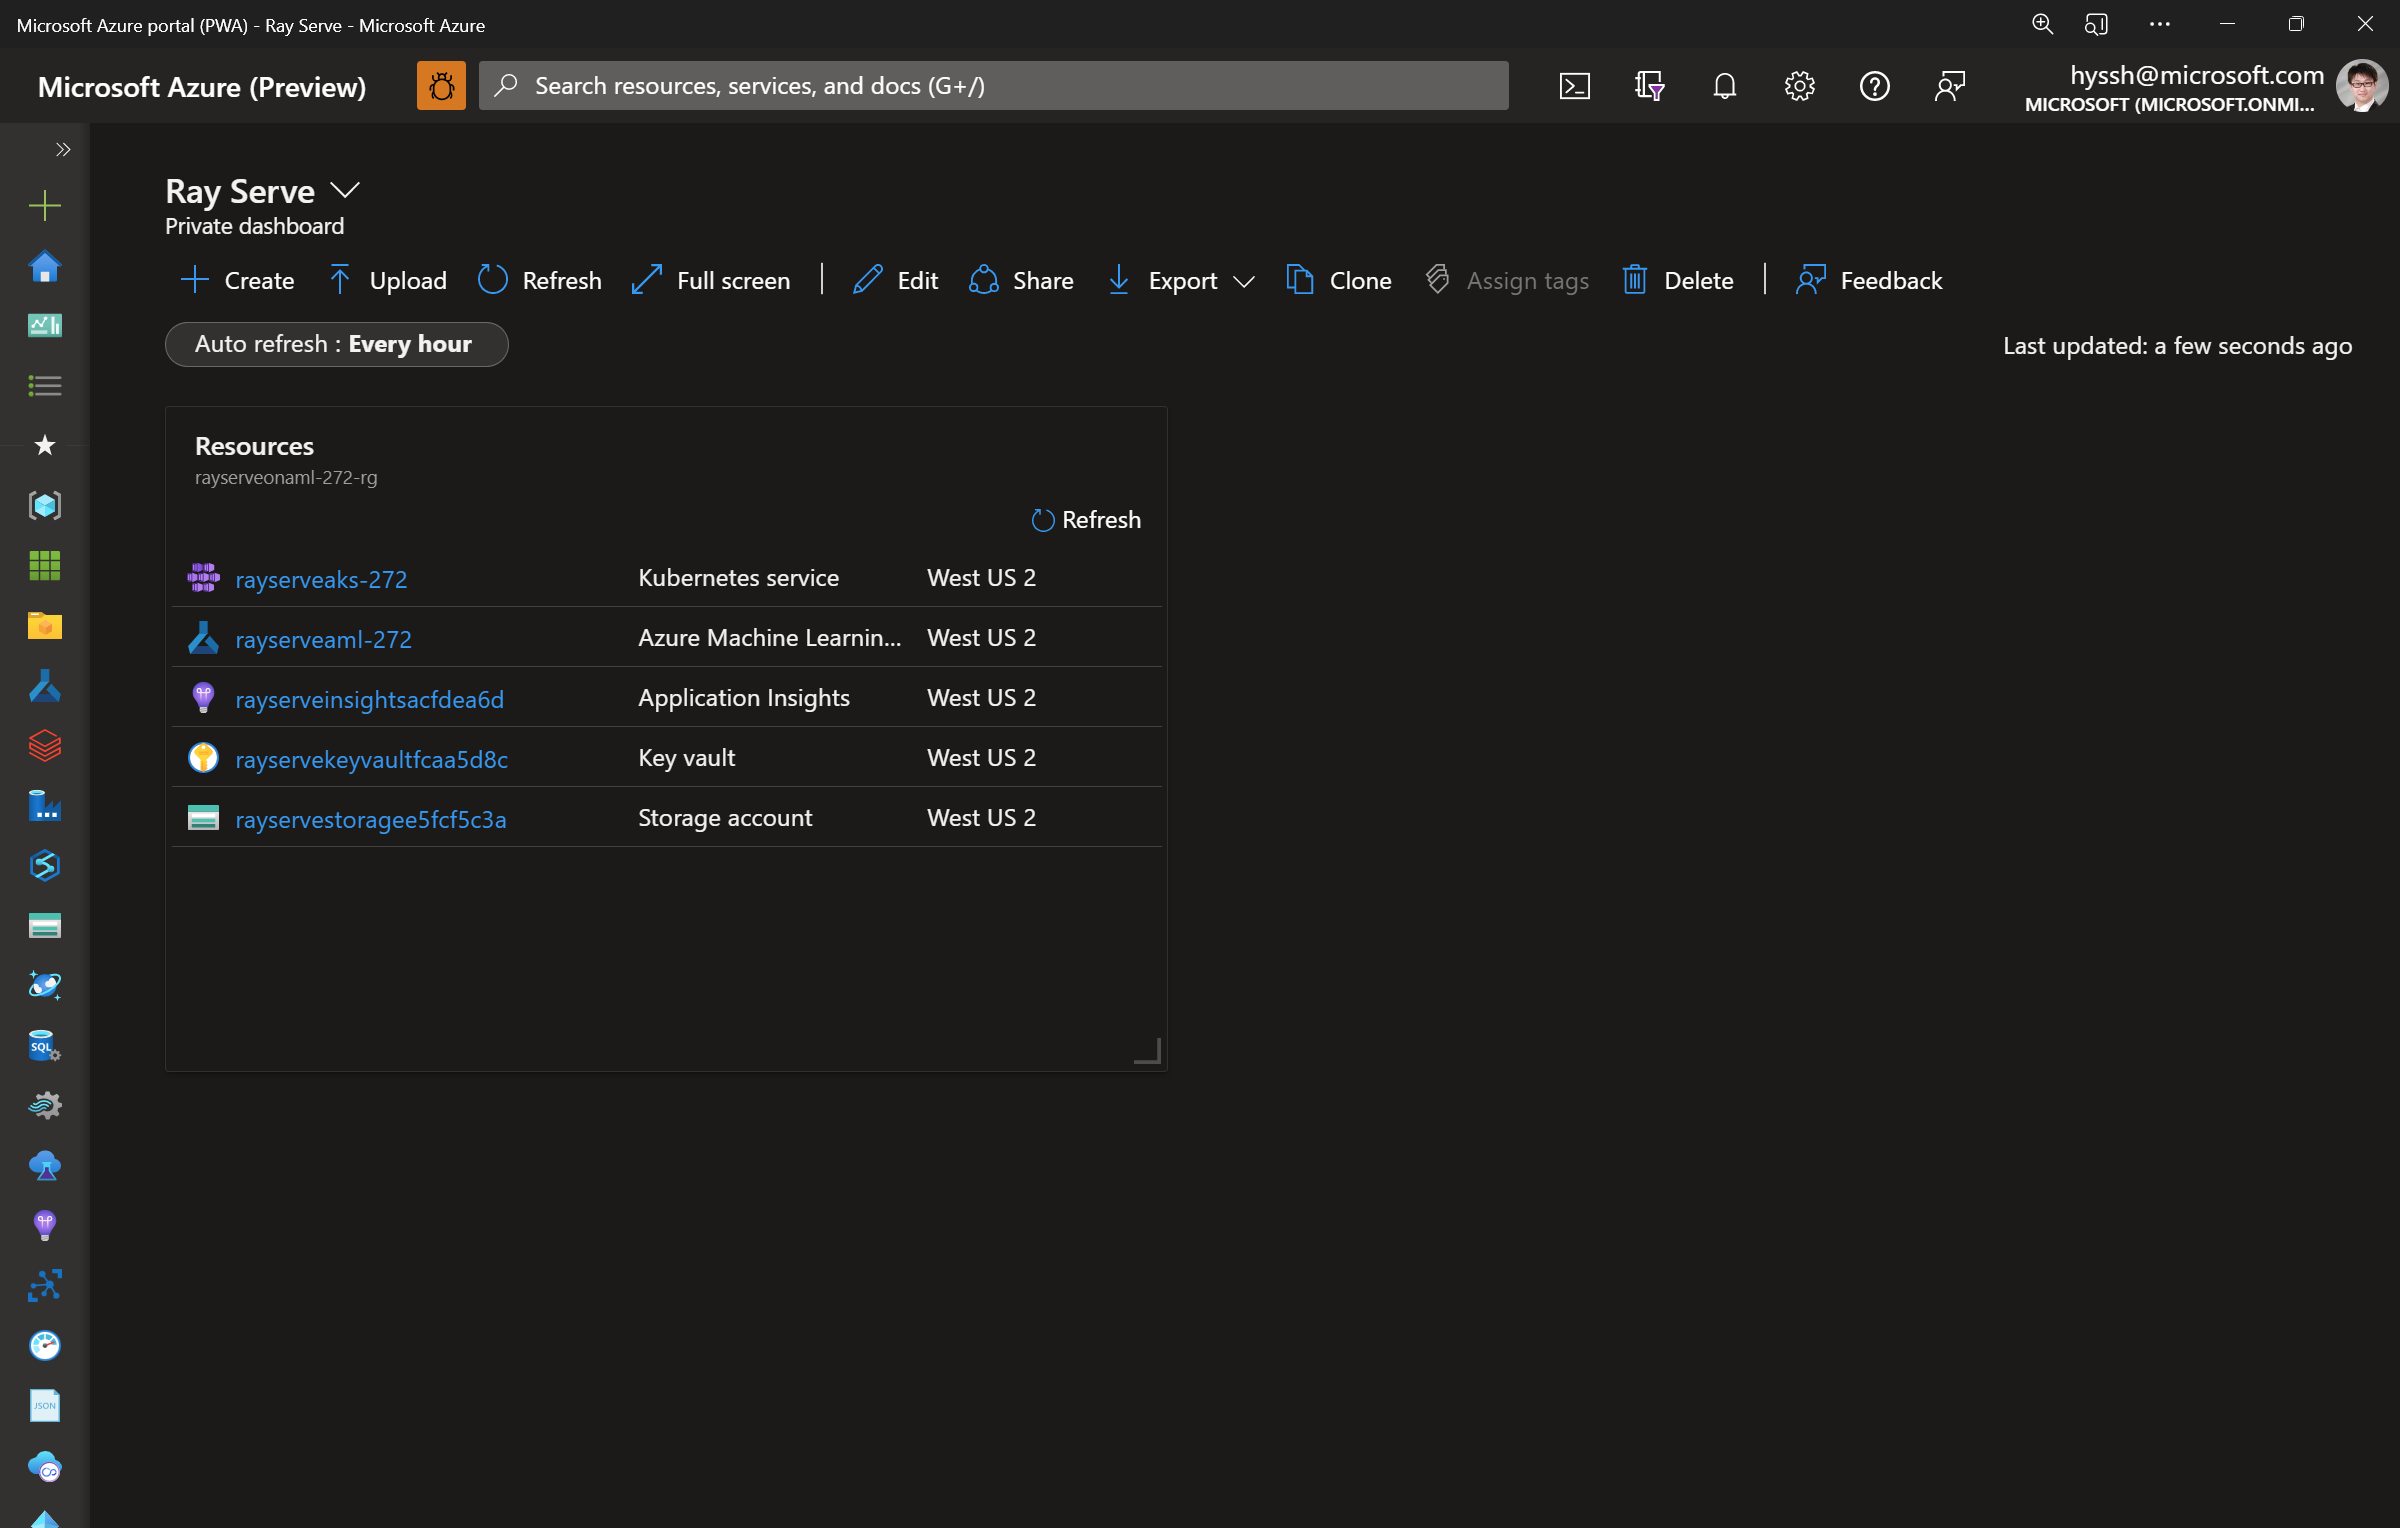 Microsoft Azure portal (PWA) - Ray Serve - Microsoft Azure
Microsoft Azure (Preview)
Search resources, services, and docs (G+/)
hyssh@microsoft.com
MICROSOFT (MICROSOFT.ONMI...
Ray Serve
Private dashboard
Create Upload Refresh Full screen Edit Share Export Clone Assign tags Delete Feedback
Auto refresh : Every hour
Last updated: a few seconds ago
Resources
rayserveonaml-272-rg
Refresh
rayserveaks-272 Kubernetes service West US 2
rayserveaml-272 Azure Machine Learnin... West US 2
rayserveinsightsacfdea6d Application Insights West US 2
rayservekeyvaultfcaa5d8c Key vault West US 2
rayservestoragee5fcf5c3a Storage account West US 2
SQL
JSON